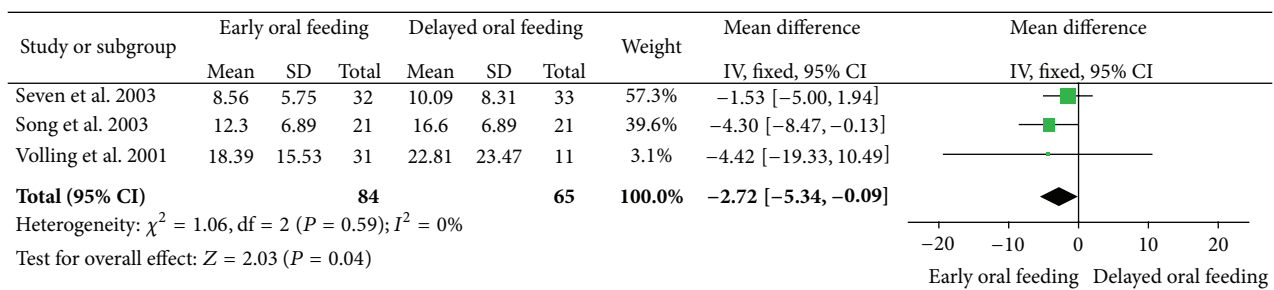 Study or subgroup Early oral feeding Delayed oral feeding Weight Mean difference Mean difference
Mean SD Total Mean SD Total IV, fixed, 95% CI IV, fixed, 95% CI
Seven et al. 2003 8.56 5.75 32 10.09 8.31 33 57.3% −1.53 [−5.00, 1.94]
Song et al. 2003 12.3 6.89 21 16.6 6.89 21 39.6% −4.30 [−8.47, −0.13]
Volling et al. 2001 18.39 15.53 31 22.81 23.47 11 3.1% −4.42 [−19.33, 10.49]
Total (95% CI) 84 65 100.0% −2.72 [−5.34, −0.09]
Heterogeneity: χ² = 1.06, df = 2 (P = 0.59); I² = 0%
Test for overall effect: Z = 2.03 (P = 0.04)
−20 −10 0 10 20
Early oral feeding Delayed oral feeding